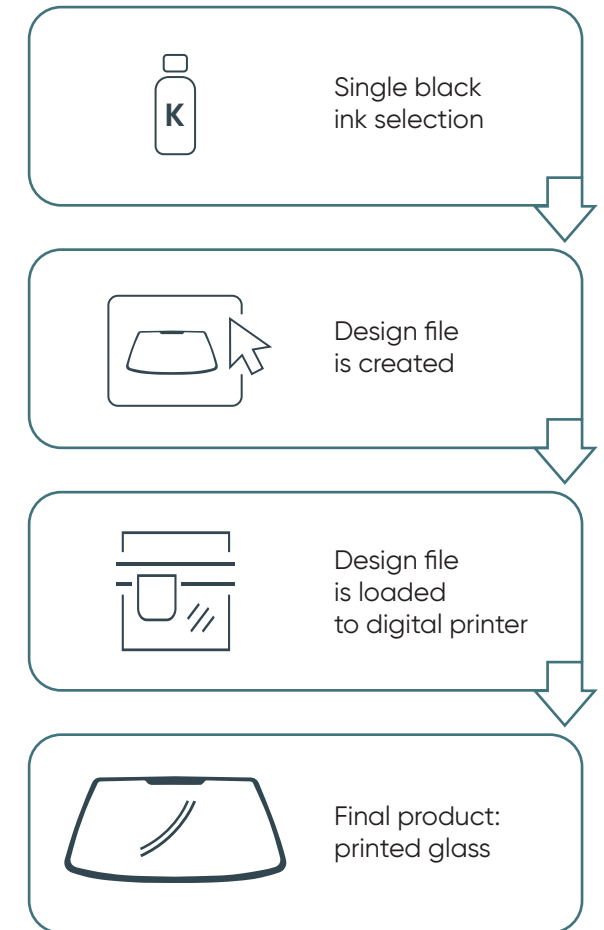 K
Single black
ink selection
Design file
is created
Design file
is loaded
to digital printer
Final product:
printed glass